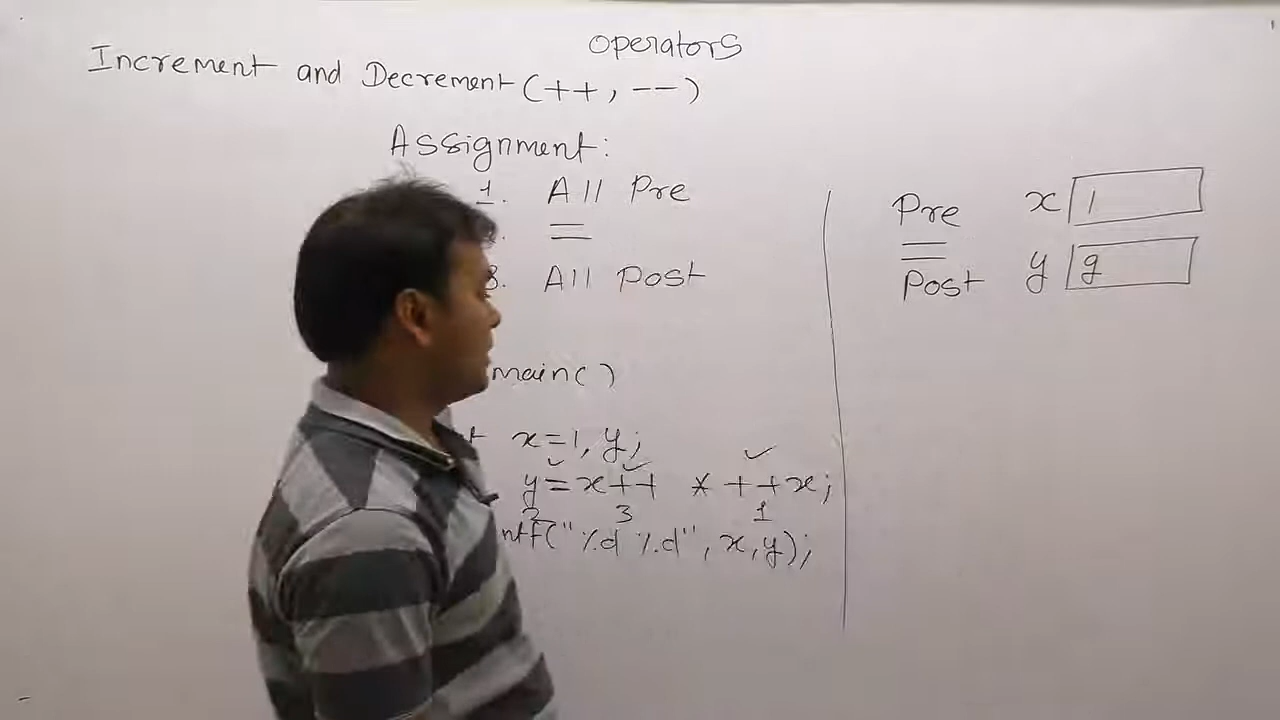 Operators
Increment and Decrement (++, --)
Assignment:
1. All Pre
=
3. All Post
main()
x=1, y;
y=x++ * ++x;
2 3 1
ntf("%d %d", x,y);
Pre x 1
=
Post y g